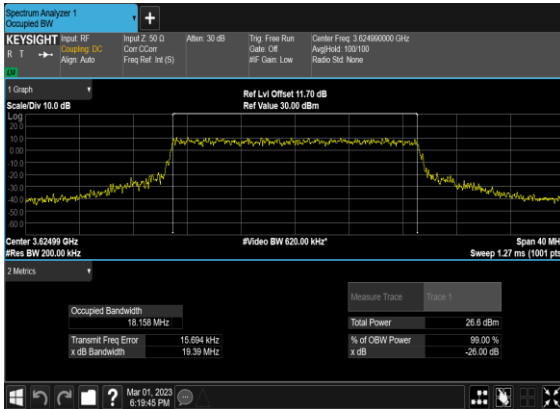 Spectrum Analyzer 1
Occupied BW
+
KEYSIGHT Input: RF Input Z: 50 Ω Atten: 30 dB Trig: Free Run Center Freq: 3.624990000 GHz
R T Coupling: DC Corr CCorr Gate: Off Avg|Hold: 100/100
Align: Auto Freq Ref: Int (S) #IF Gain: Low Radio Std: None
LW
1 Graph
Scale/Div 10.0 dB
Ref Lvl Offset 11.70 dB
Ref Value 30.00 dBm
Log
20.0
10.0
0.00
-10.0
-20.0
-30.0
-40.0
-50.0
-60.0
Center 3.62499 GHz #Video BW 620.00 kHz* Span 40 MH
#Res BW 200.00 kHz Sweep 1.27 ms (1001 pts
2 Metrics
Measure Trace Trace 1
Occupied Bandwidth
18.158 MHz
Total Power 26.6 dBm
Transmit Freq Error 15.694 kHz % of OBW Power 99.00 %
x dB Bandwidth 19.39 MHz x dB -26.00 dB
?
Mar 01, 2023
6:19:45 PM